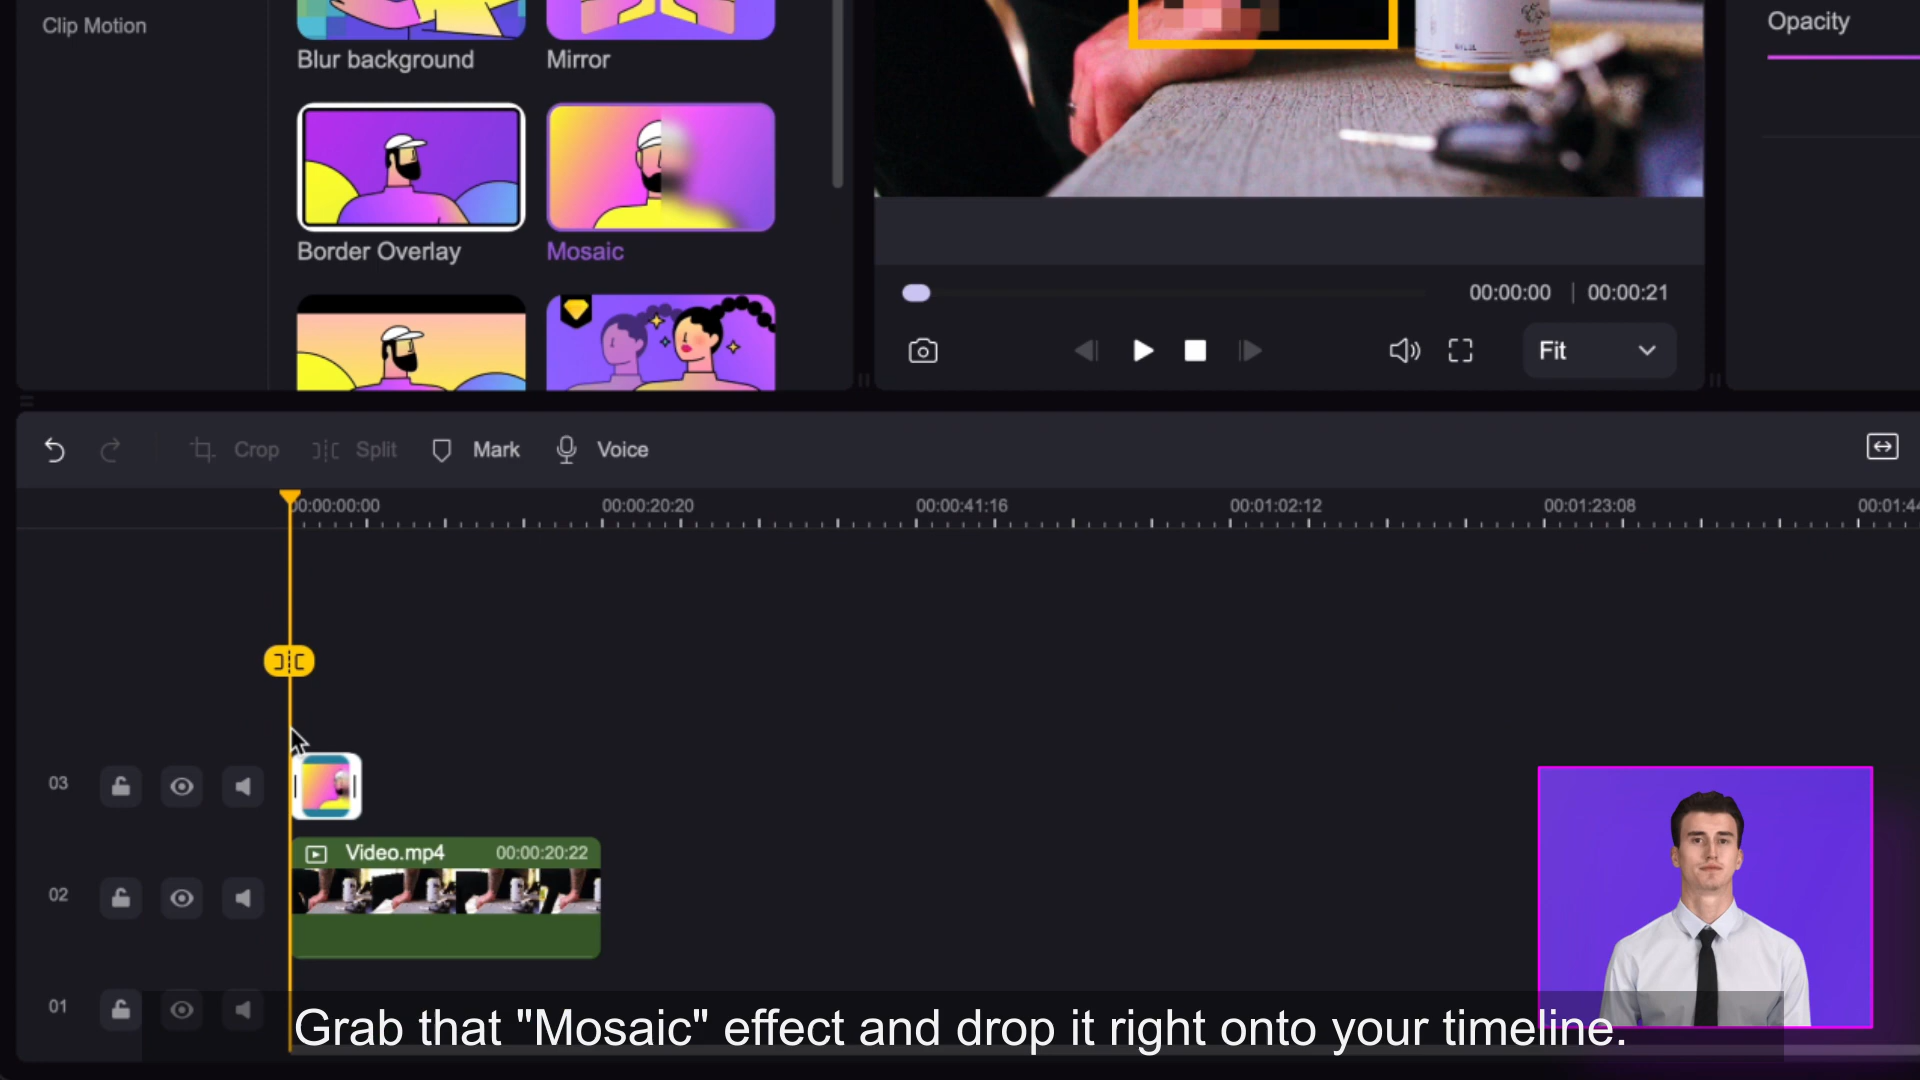 Clip Motion
Blur background
Mirror
Opacity
Border Overlay
Mosaic
00:00:00 | 00:00:21
Fit
Crop
Split
Mark
Voice
00:00:00:00
00:00:20:20
00:00:41:16
00:01:02:12
00:01:23:08
00:01:44
03
Video.mp4
00:00:20:22
02
01
Grab that "Mosaic" effect and drop it right onto your timeline.